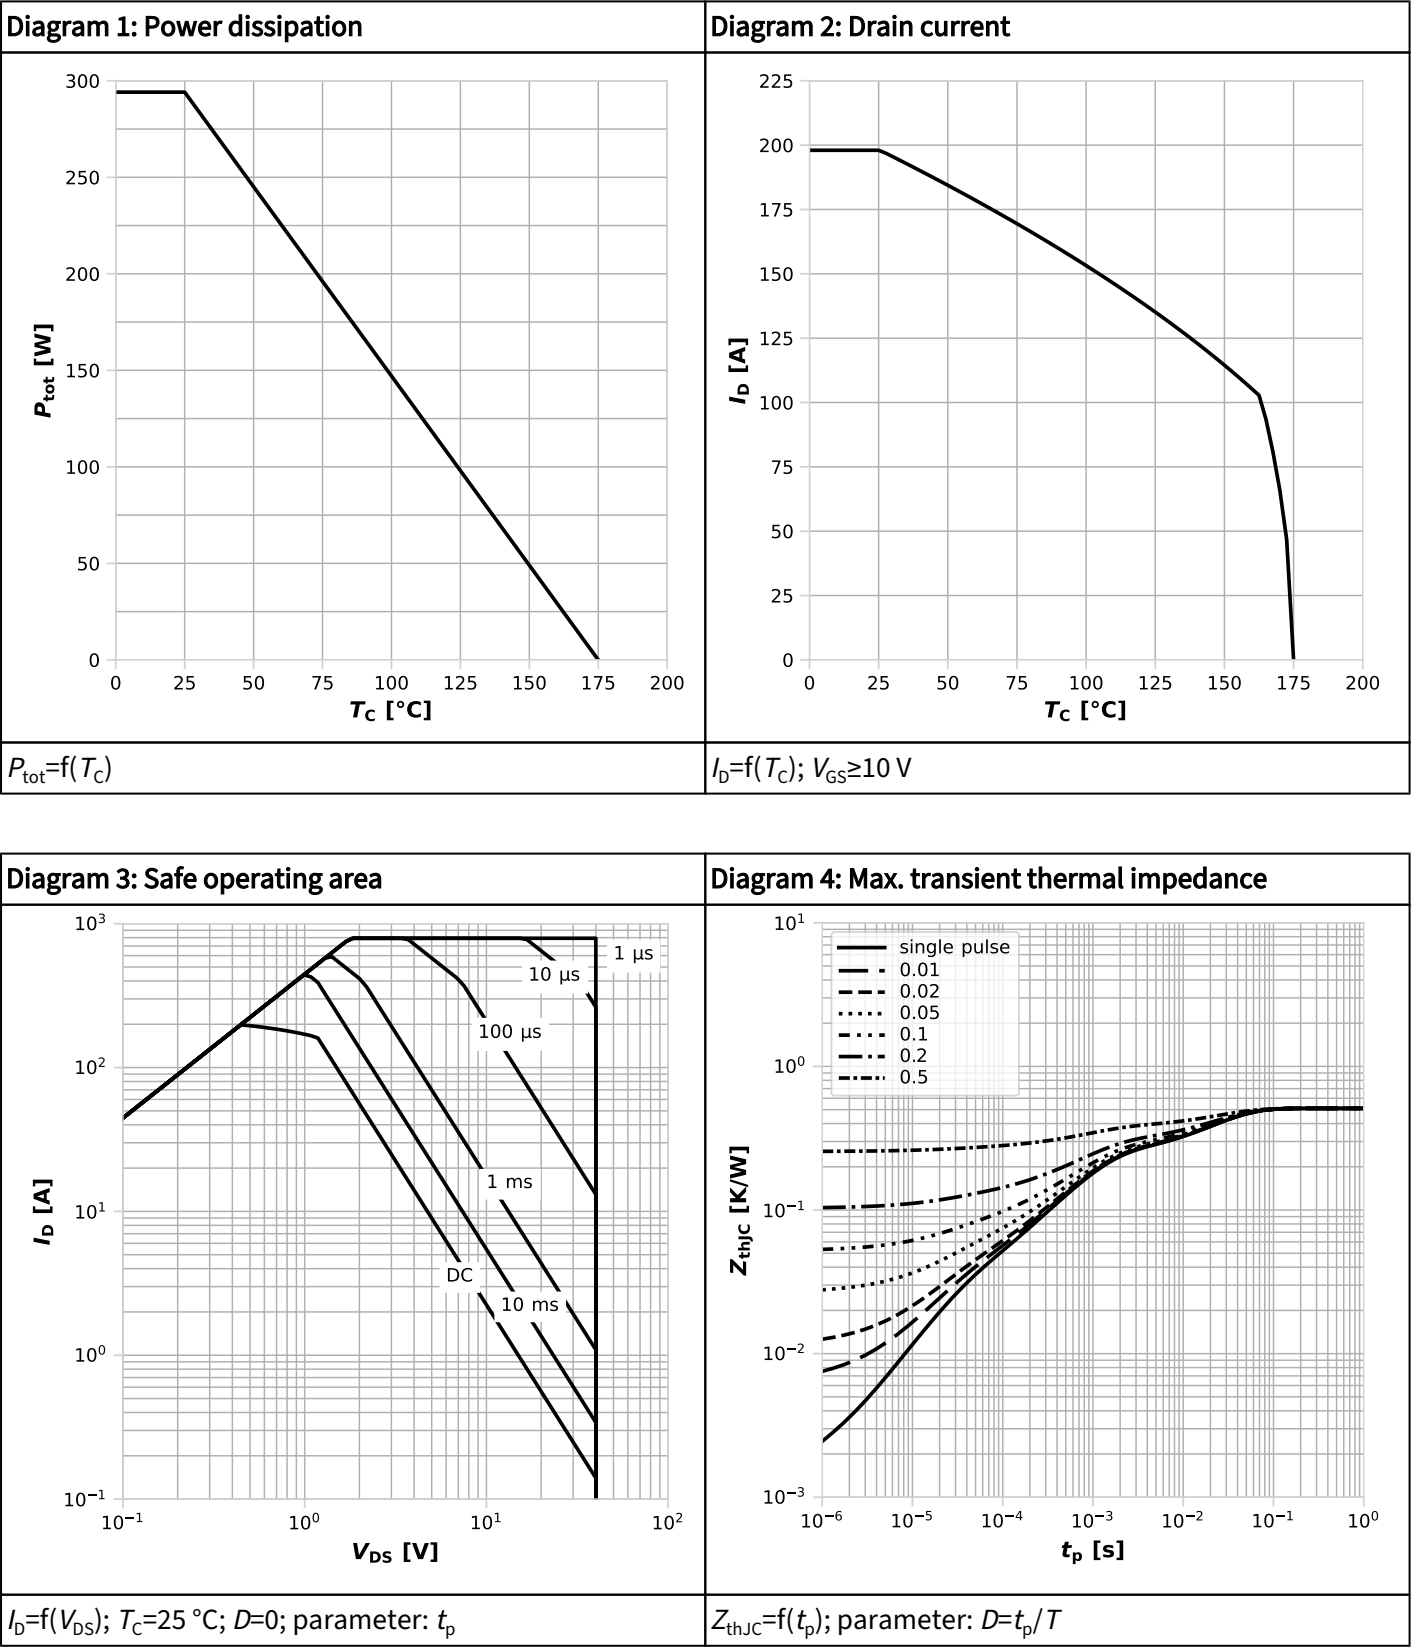 Diagram 1: Power dissipation
300
250
200
150
100
50
0
0 25 50 75 100 125 150 175 200
Ptot [W]
TC [°C]
Ptot=f(TC)
Diagram 2: Drain current
225
200
175
150
125
100
75
50
25
0
0 25 50 75 100 125 150 175 200
ID [A]
TC [°C]
ID=f(TC); VGS≥10 V
Diagram 3: Safe operating area
10³
10²
10¹
10⁰
10⁻¹
10⁻¹ 10⁰ 10¹ 10²
1 µs
10 µs
100 µs
1 ms
DC
10 ms
ID [A]
VDS [V]
ID=f(VDS); TC=25 °C; D=0; parameter: tp
Diagram 4: Max. transient thermal impedance
10¹
10⁰
10⁻¹
10⁻²
10⁻³
single pulse
0.01
0.02
0.05
0.1
0.2
0.5
10⁻⁶ 10⁻⁵ 10⁻⁴ 10⁻³ 10⁻² 10⁻¹ 10⁰
ZthJC [K/W]
tp [s]
ZthJC=f(tp); parameter: D=tp/T